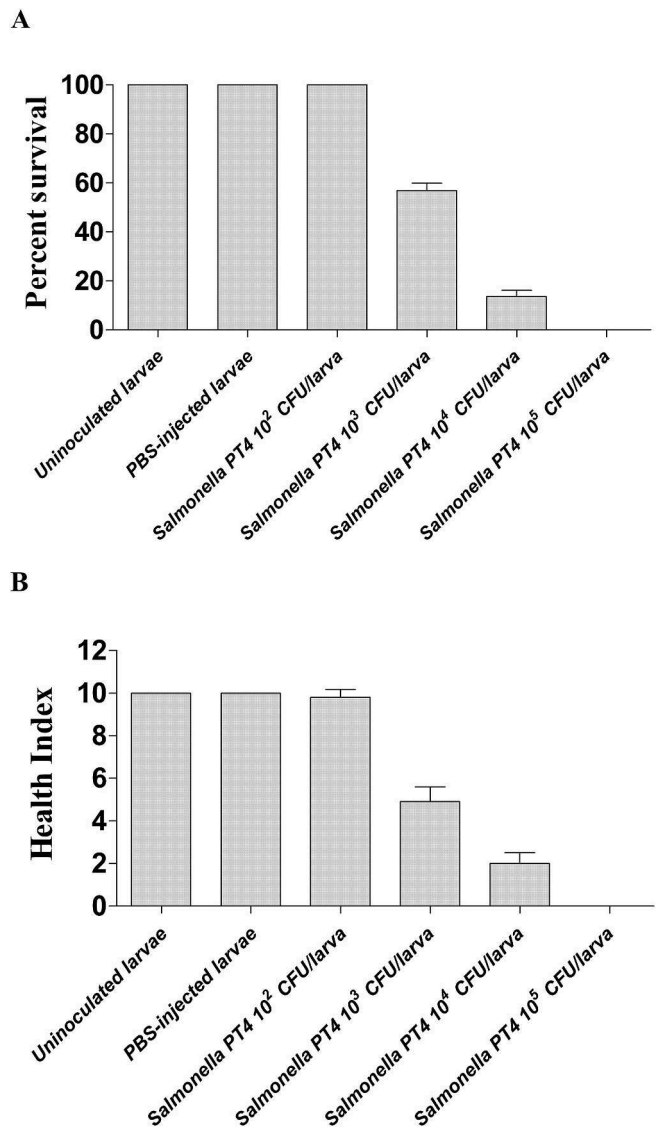 A
Percent survival
100
80
60
40
20
0
Uninoculated larvae
PBS-injected larvae
Salmonella PT4 10² CFU/larva
Salmonella PT4 10³ CFU/larva
Salmonella PT4 10⁴ CFU/larva
Salmonella PT4 10⁵ CFU/larva
B
Health Index
12
10
8
6
4
2
0
Uninoculated larvae
PBS-injected larvae
Salmonella PT4 10² CFU/larva
Salmonella PT4 10³ CFU/larva
Salmonella PT4 10⁴ CFU/larva
Salmonella PT4 10⁵ CFU/larva